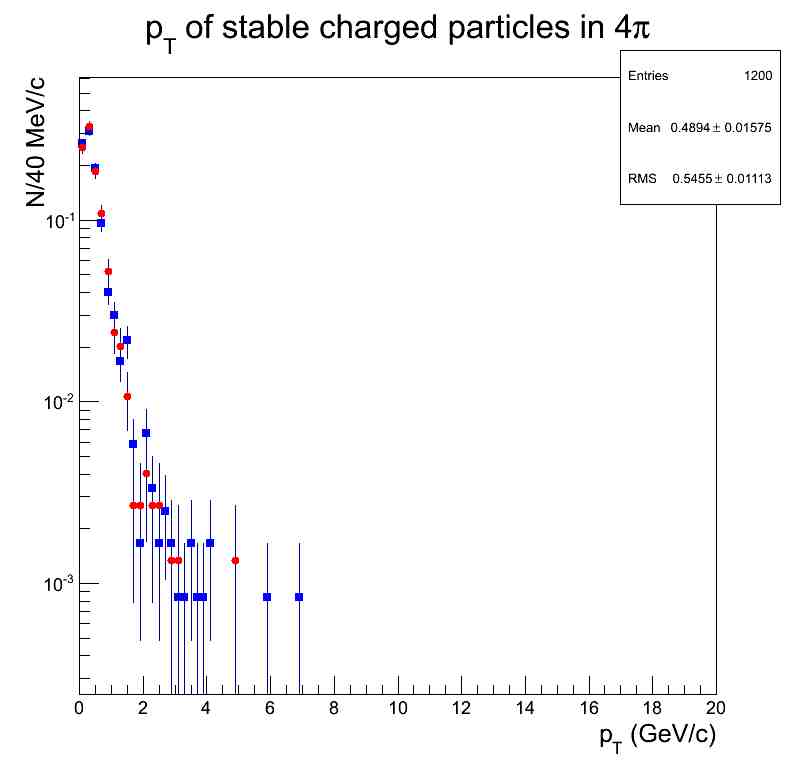 p_T of stable charged particles in 4π
Entries 1200
Mean 0.4894 ± 0.01575
RMS 0.5455 ± 0.01113
N/40 MeV/c
10^-1
10^-2
10^-3
0 2 4 6 8 10 12 14 16 18 20
p_T (GeV/c)